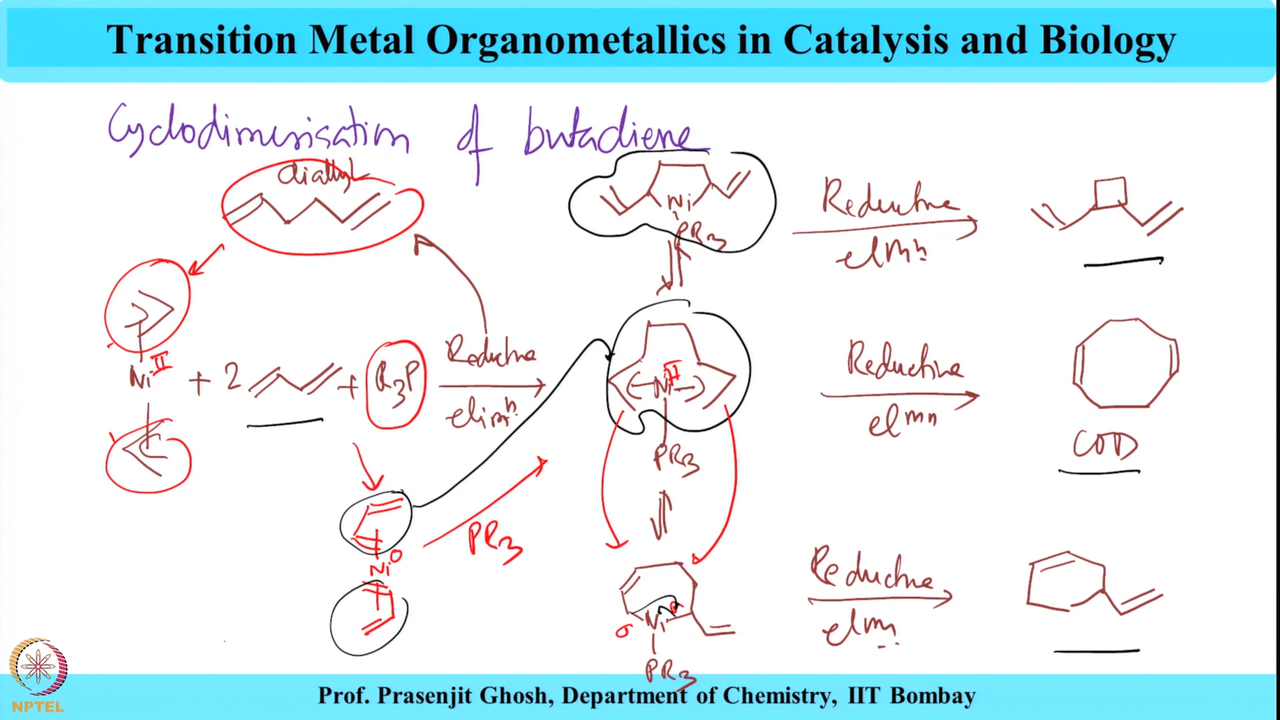 Transition Metal Organometallics in Catalysis and Biology
Cyclodimerisation of butadiene
diallyl
Ni
PR3
Reductive
elmn
Ni II + 2 + R3P
Reductive
elimn
Ni II
PR3
Reductive
elmn
COD
Ni 0
PR3
σ Ni σ
PR3
Reductive
elmn
NPTEL
Prof. Prasenjit Ghosh, Department of Chemistry, IIT Bombay